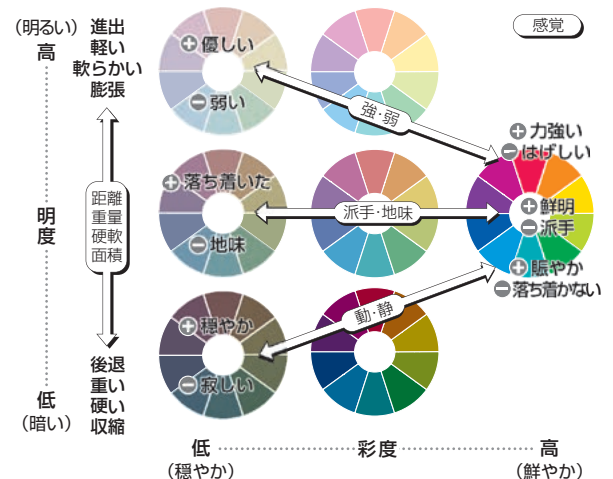 感覚
(明るい)
高
進出
軽い
軟らかい
膨張
明度
距離
重量
硬軟
面積
後退
重い
硬い
収縮
低
(暗い)
+優しい
−弱い
強・弱
+力強い
−はげしい
+落ち着いた
−地味
派手・地味
+鮮明
−派手
+賑やか
−落ち着かない
+穏やか
−寂しい
動・静
低
(穏やか)
彩度
高
(鮮やか)